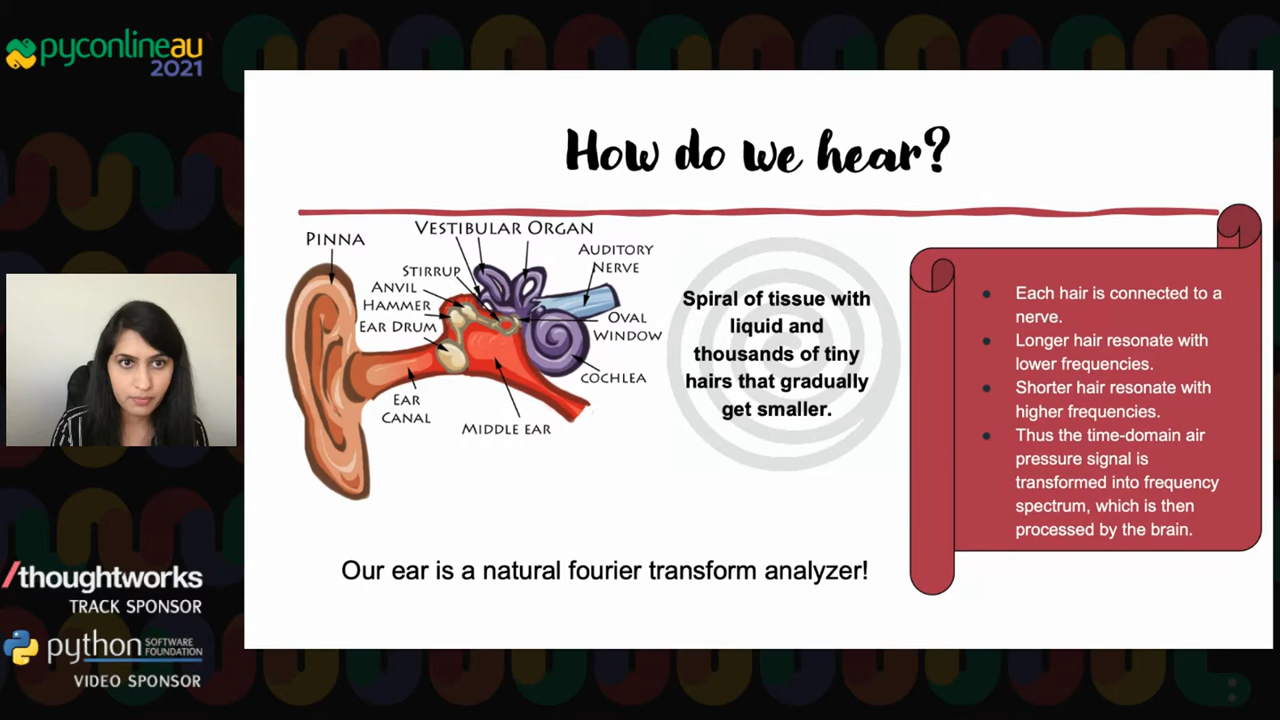 pyconlineau
2021
How do we hear?
PINNA
VESTIBULAR ORGAN
AUDITORY
NERVE
STIRRUP
ANVIL
HAMMER
EAR DRUM
OVAL
WINDOW
COCHLEA
EAR
CANAL
MIDDLE EAR
Spiral of tissue with
liquid and
thousands of tiny
hairs that gradually
get smaller.
● Each hair is connected to a
nerve.
● Longer hair resonate with
lower frequencies.
● Shorter hair resonate with
higher frequencies.
● Thus the time-domain air
pressure signal is
transformed into frequency
spectrum, which is then
processed by the brain.
Our ear is a natural fourier transform analyzer!
/thoughtworks
TRACK SPONSOR
python SOFTWARE
FOUNDATION
VIDEO SPONSOR